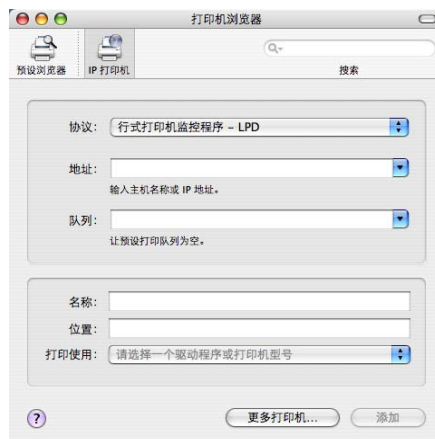 打印机浏览器
预设浏览器 IP 打印机 搜索
协议: 行式打印机监控程序 – LPD
地址:
输入主机名称或 IP 地址。
队列:
让预设打印队列为空。
名称:
位置:
打印使用: 请选择一个驱动程序或打印机型号
? 更多打印机... 添加